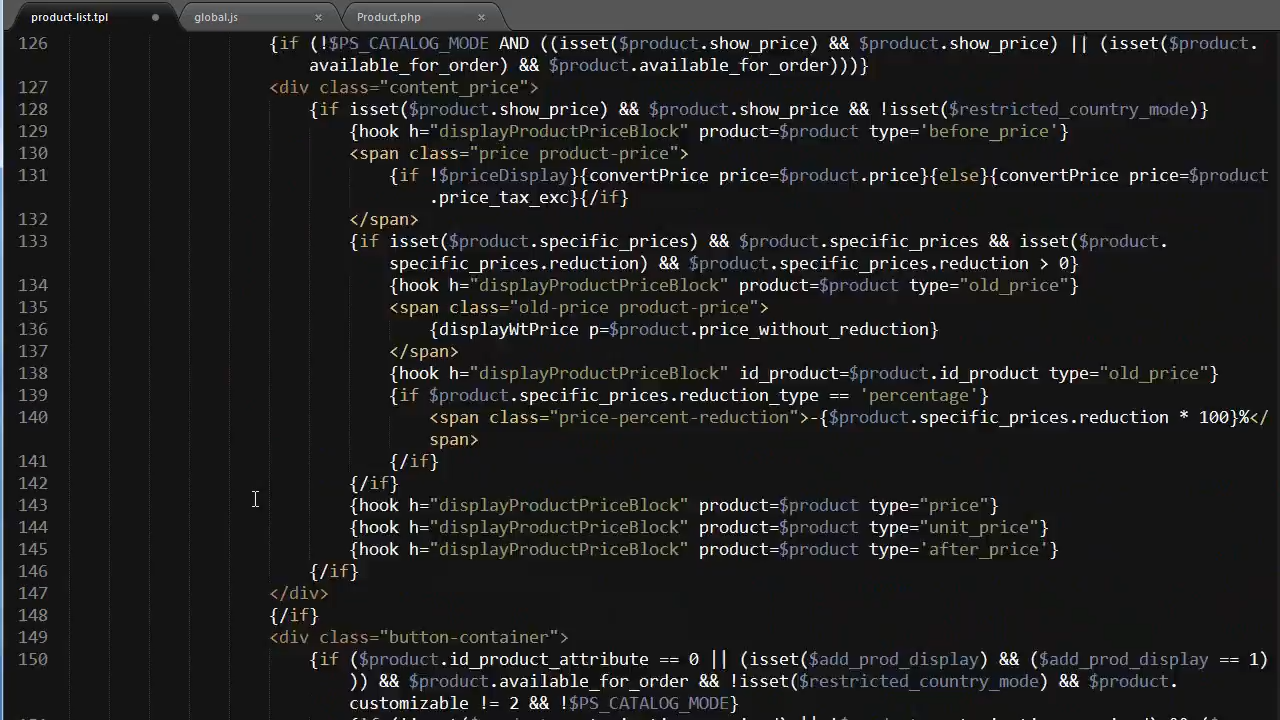 product-list.tpl global.js × Product.php ×
126 {if (!$PS_CATALOG_MODE AND ((isset($product.show_price) && $product.show_price) || (isset($product.
available_for_order) && $product.available_for_order)))}
127 <div class="content_price">
128 {if isset($product.show_price) && $product.show_price && !isset($restricted_country_mode)}
129 {hook h="displayProductPriceBlock" product=$product type='before_price'}
130 <span class="price product-price">
131 {if !$priceDisplay}{convertPrice price=$product.price}{else}{convertPrice price=$product
.price_tax_exc}{/if}
132 </span>
133 {if isset($product.specific_prices) && $product.specific_prices && isset($product.
specific_prices.reduction) && $product.specific_prices.reduction > 0}
134 {hook h="displayProductPriceBlock" product=$product type="old_price"}
135 <span class="old-price product-price">
136 {displayWtPrice p=$product.price_without_reduction}
137 </span>
138 {hook h="displayProductPriceBlock" id_product=$product.id_product type="old_price"}
139 {if $product.specific_prices.reduction_type == 'percentage'}
140 <span class="price-percent-reduction">-{$product.specific_prices.reduction * 100}%</
span>
141 {/if}
142 {/if}
143 {hook h="displayProductPriceBlock" product=$product type="price"}
144 {hook h="displayProductPriceBlock" product=$product type="unit_price"}
145 {hook h="displayProductPriceBlock" product=$product type='after_price'}
146 {/if}
147 </div>
148 {/if}
149 <div class="button-container">
150 {if ($product.id_product_attribute == 0 || (isset($add_prod_display) && ($add_prod_display == 1)
)) && $product.available_for_order && !isset($restricted_country_mode) && $product.
customizable != 2 && !$PS_CATALOG_MODE}